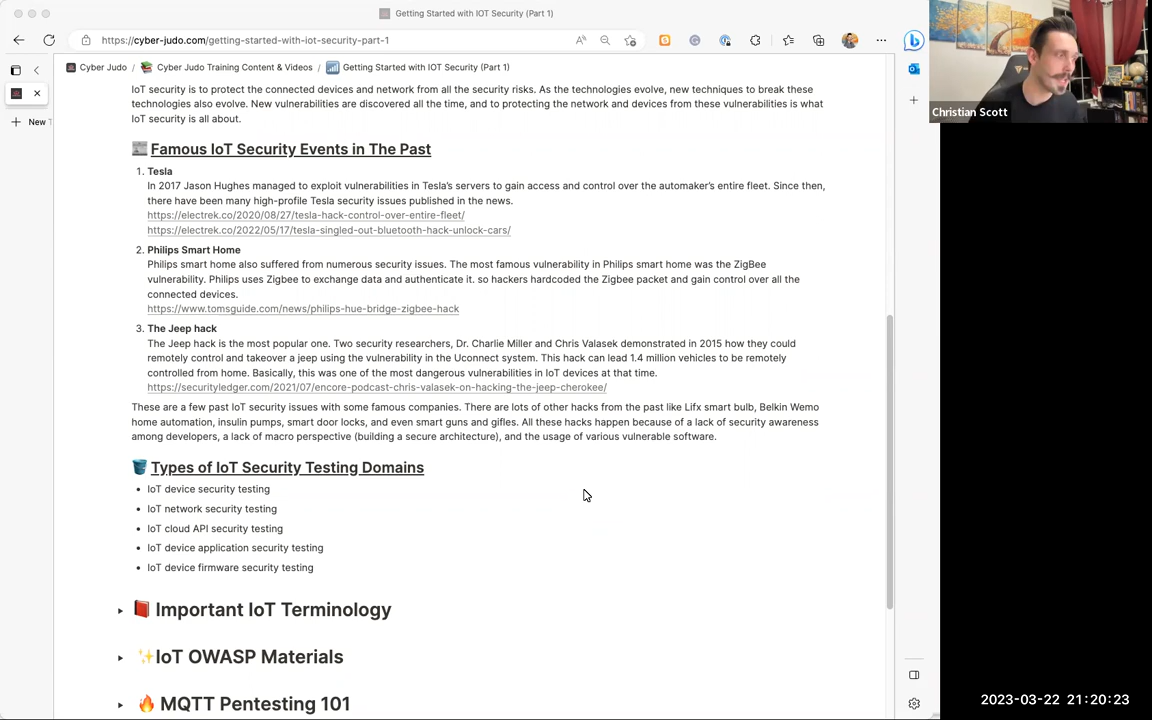 Getting Started with IOT Security (Part 1)
https://cyber-judo.com/getting-started-with-iot-security-part-1
Cyber Judo / Cyber Judo Training Content & Videos / Getting Started with IOT Security (Part 1)
New
IoT security is to protect the connected devices and network from all the security risks. As the technologies evolve, new techniques to break these
technologies also evolve. New vulnerabilities are discovered all the time, and to protecting the network and devices from these vulnerabilities is what
IoT security is all about.
Christian Scott
Famous IoT Security Events in The Past
1. Tesla
In 2017 Jason Hughes managed to exploit vulnerabilities in Tesla's servers to gain access and control over the automaker's entire fleet. Since then,
there have been many high-profile Tesla security issues published in the news.
https://electrek.co/2020/08/27/tesla-hack-control-over-entire-fleet/
https://electrek.co/2022/05/17/tesla-singled-out-bluetooth-hack-unlock-cars/
2. Philips Smart Home
Philips smart home also suffered from numerous security issues. The most famous vulnerability in Philips smart home was the ZigBee
vulnerability. Philips uses Zigbee to exchange data and authenticate it. so hackers hardcoded the Zigbee packet and gain control over all the
connected devices.
https://www.tomsguide.com/news/philips-hue-bridge-zigbee-hack
3. The Jeep hack
The Jeep hack is the most popular one. Two security researchers, Dr. Charlie Miller and Chris Valasek demonstrated in 2015 how they could
remotely control and takeover a jeep using the vulnerability in the Uconnect system. This hack can lead 1.4 million vehicles to be remotely
controlled from home. Basically, this was one of the most dangerous vulnerabilities in IoT devices at that time.
https://securityledger.com/2021/07/encore-podcast-chris-valasek-on-hacking-the-jeep-cherokee/
These are a few past IoT security issues with some famous companies. There are lots of other hacks from the past like Lifx smart bulb, Belkin Wemo
home automation, insulin pumps, smart door locks, and even smart guns and gifles. All these hacks happen because of a lack of security awareness
among developers, a lack of macro perspective (building a secure architecture), and the usage of various vulnerable software.
Types of IoT Security Testing Domains
• IoT device security testing
• IoT network security testing
• IoT cloud API security testing
• IoT device application security testing
• IoT device firmware security testing
Important IoT Terminology
IoT OWASP Materials
MQTT Pentesting 101
2023-03-22 21:20:23